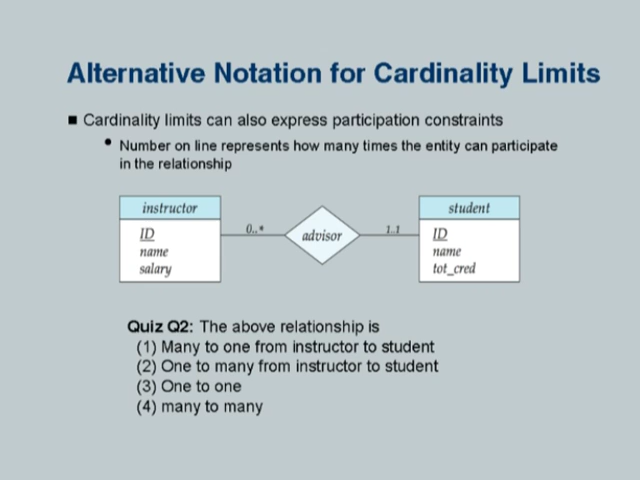 Alternative Notation for Cardinality Limits
Cardinality limits can also express participation constraints
Number on line represents how many times the entity can participate
in the relationship
instructor
ID
name
salary
0..*
advisor
1..1
student
ID
name
tot_cred
Quiz Q2: The above relationship is
(1) Many to one from instructor to student
(2) One to many from instructor to student
(3) One to one
(4) many to many